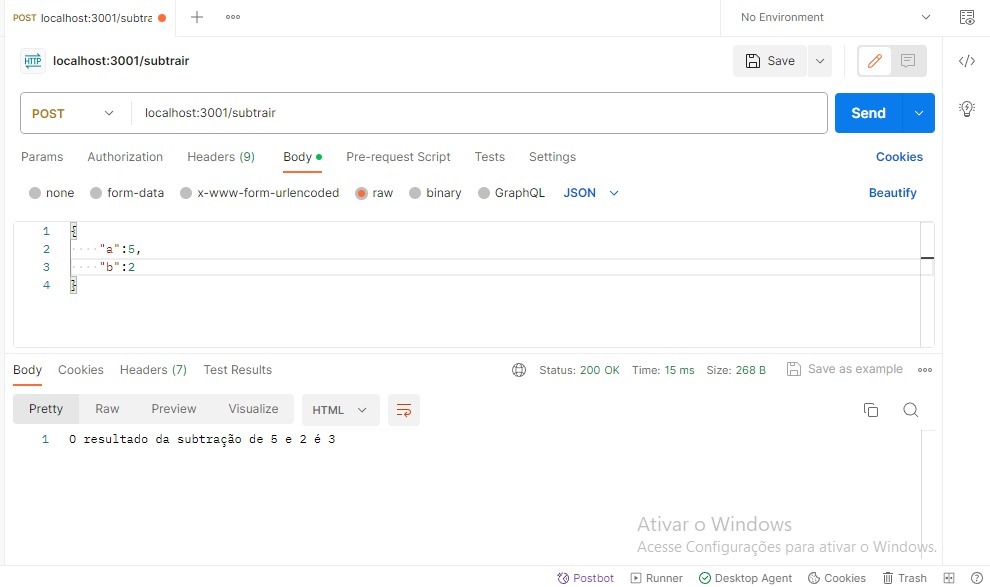 POST localhost:3001/subtra
No Environment
HTTP localhost:3001/subtrair
Save
POST localhost:3001/subtrair
Send
Params Authorization Headers (9) Body Pre-request Script Tests Settings Cookies
none form-data x-www-form-urlencoded raw binary GraphQL JSON Beautify
1 {
2 "a":5,
3 "b":2
4 }
Body Cookies Headers (7) Test Results Status: 200 OK Time: 15 ms Size: 268 B Save as example
Pretty Raw Preview Visualize HTML
1 O resultado da subtração de 5 e 2 é 3
Ativar o Windows
Acesse Configurações para ativar o Windows.
Postbot Runner Desktop Agent Cookies Trash